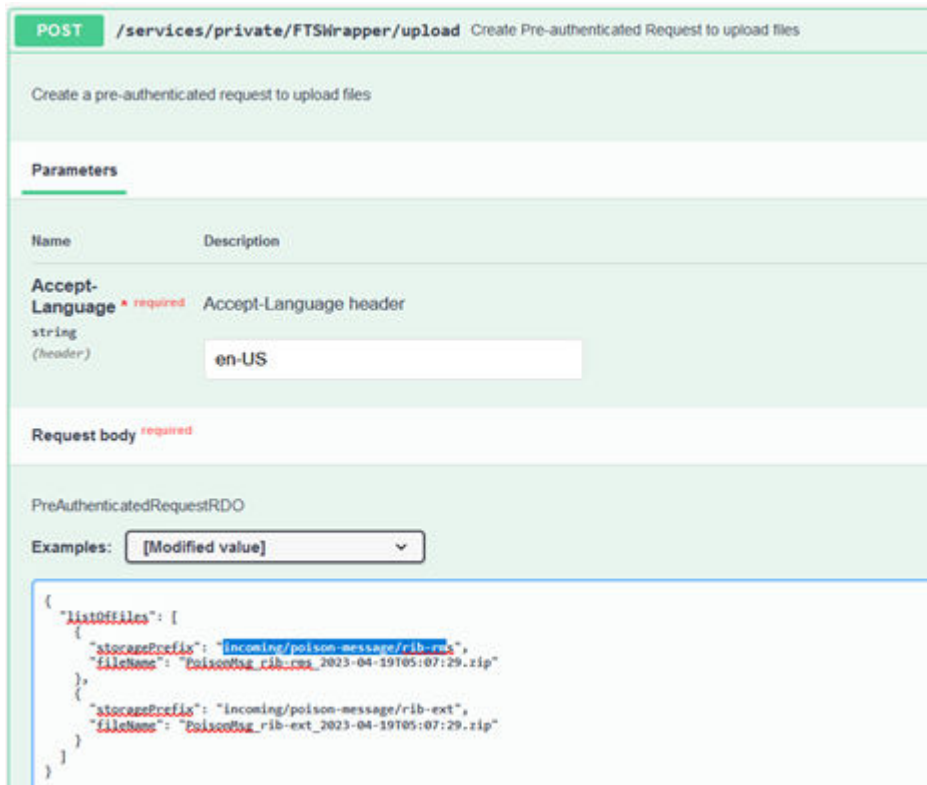 POST /services/private/FTSWrapper/upload Create Pre-authenticated Request to upload files
Create a pre-authenticated request to upload files
Parameters
Name Description
Accept-
Language * required Accept-Language header
string
(header)
en-US
Request body required
PreAuthenticatedRequestRDO
Examples: [Modified value]
{
"listOfFiles": [
{
"storagePrefix": "incoming/poison-message/rib-rms",
"fileName": "PoisonMsg_rib-rms_2023-04-19T05:07:29.zip"
},
{
"storagePrefix": "incoming/poison-message/rib-ext",
"fileName": "PoisonMsg_rib-ext_2023-04-19T05:07:29.zip"
}
]
}